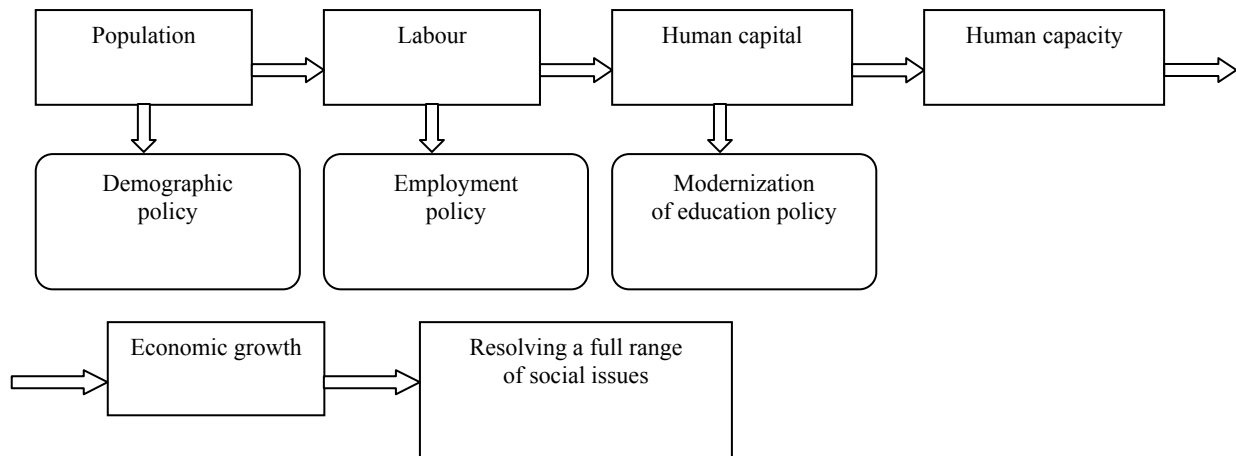 Population
Labour
Human capital
Human capacity
Demographic
policy
Employment
policy
Modernization
of education policy
Economic growth
Resolving a full range
of social issues